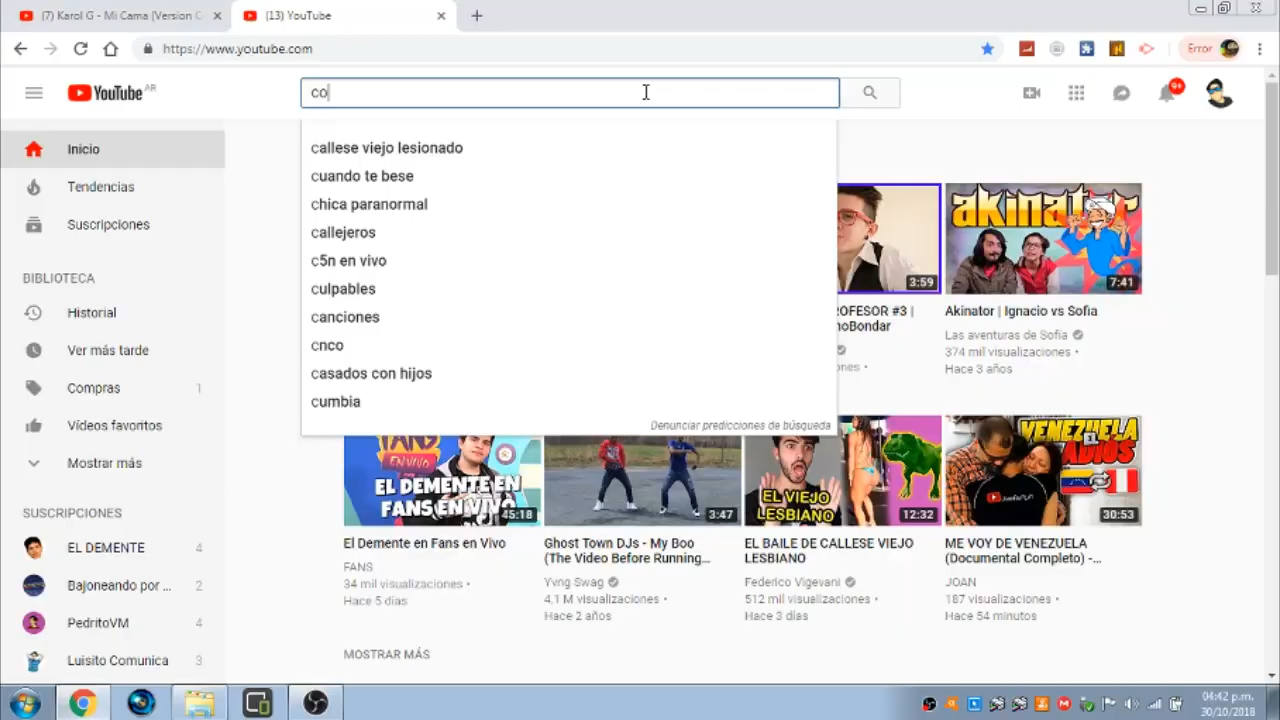 (7) Karol G - Mi Cama [Version C
(13) YouTube
https://www.youtube.com
Error
YouTube AR
co
9+
callese viejo lesionado
cuando te bese
chica paranormal
callejeros
c5n en vivo
culpables
canciones
cnco
casados con hijos
cumbia
Denunciar predicciones de búsqueda
Inicio
Tendencias
Suscripciones
BIBLIOTECA
Historial
Ver más tarde
Compras 1
Vídeos favoritos
Mostrar más
SUSCRIPCIONES
EL DEMENTE 4
Bajoneando por ... 2
PedritoVM 4
Luisito Comunica 3
3:59
akinator
7:41
OFESOR #3 |
noBondar
nes •
Akinator | Ignacio vs Sofia
Las aventuras de Sofía
374 mil visualizaciones •
Hace 3 años
FANS
EN VIVO
EL DEMENTE EN
FANS EN VIVO
45:18
3:47
EL VIEJO
LESBIANO
12:32
VENEZUELA
ADIOS
30:53
El Demente en Fans en Vivo
FANS
34 mil visualizaciones •
Hace 5 días
Ghost Town DJs - My Boo
(The Video Before Running...
Yvng Swag
4.1 M visualizaciones •
Hace 2 años
EL BAILE DE CALLESE VIEJO
LESBIANO
Federico Vigevani
512 mil visualizaciones •
Hace 3 días
ME VOY DE VENEZUELA
(Documental Completo) -...
JOAN
187 visualizaciones •
Hace 54 minutos
MOSTRAR MÁS
04:42 p.m.
30/10/2018